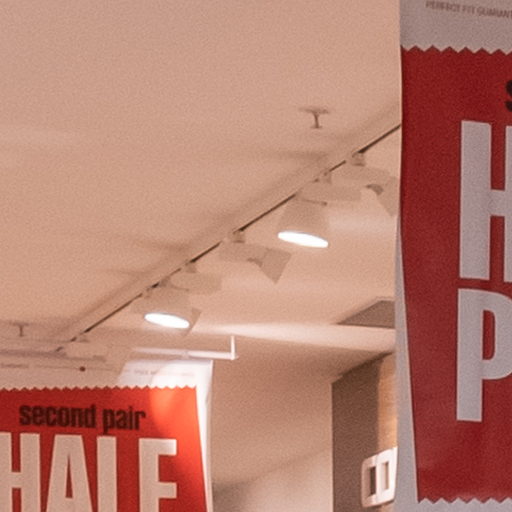 second pair
HALF
PERFECT FIT GUARANT
H
P